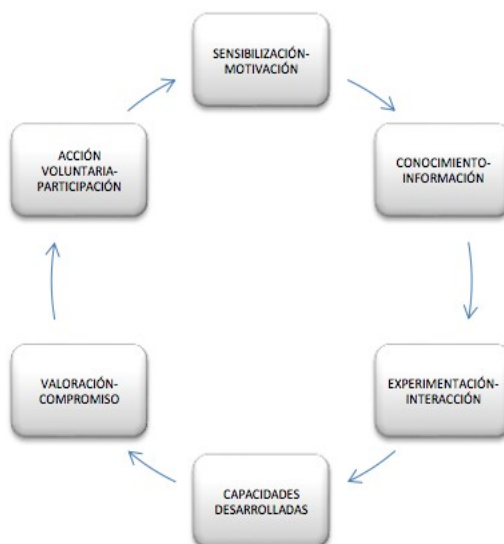 SENSIBILIZACIÓN-
MOTIVACIÓN
CONOCIMIENTO-
INFORMACIÓN
EXPERIMENTACIÓN-
INTERACCIÓN
CAPACIDADES
DESARROLLADAS
VALORACIÓN-
COMPROMISO
ACCIÓN
VOLUNTARIA-
PARTICIPACIÓN